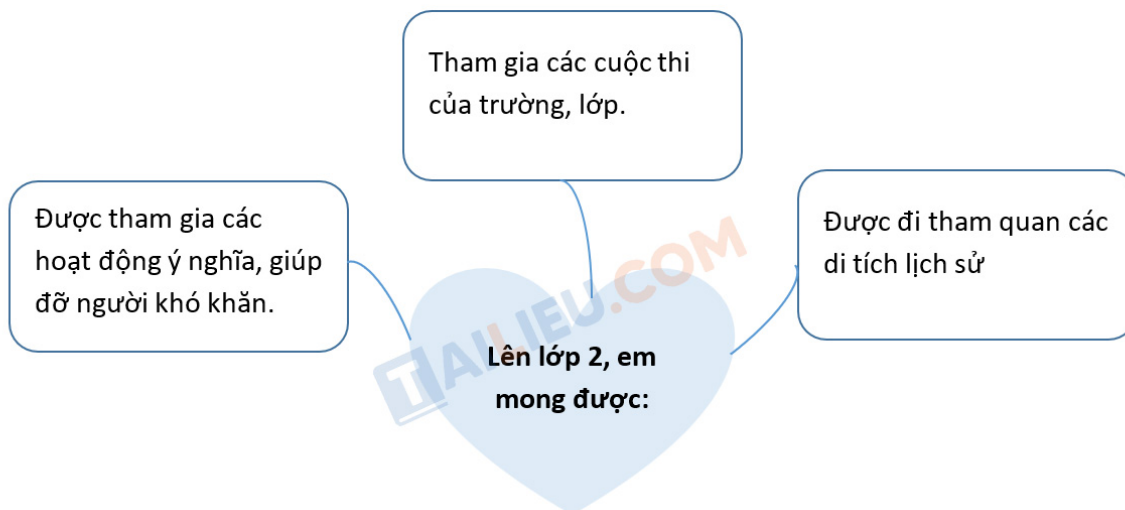 Tham gia các cuộc thi
của trường, lớp.
Được tham gia các
hoạt động ý nghĩa, giúp
đỡ người khó khăn.
Được đi tham quan các
di tích lịch sử
Lên lớp 2, em
mong được:
TAILIEU.COM